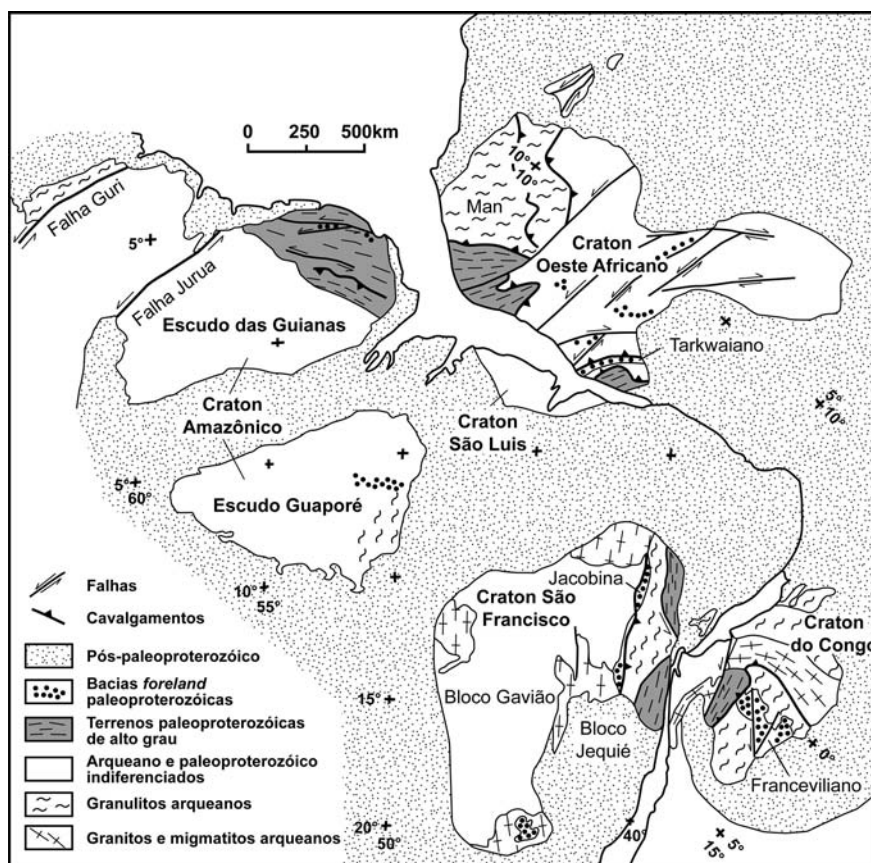 0 250 500km
Falha Guri
5°
Falha Jurua
Escudo das Guianas
Craton
Amazônico
Escudo Guaporé
5°
60°
10°
55°
10°
10°
Man
Craton
Oeste Africano
Tarkwaiano
5°
10°
Craton
São Luis
Jacobina
Craton São
Francisco
Craton
do Congo
Bloco Gavião
15°
Bloco
Jequié
0°
Franceviliano
20°
50°
40°
5°
15°
Falhas
Cavalgamentos
Pós-paleoproterozóico
Bacias foreland
paleoproterozóicas
Terrenos paleoproterozóicas
de alto grau
Arqueano e paleoproterozóico
indiferenciados
Granulitos arqueanos
Granitos e migmatitos arqueanos